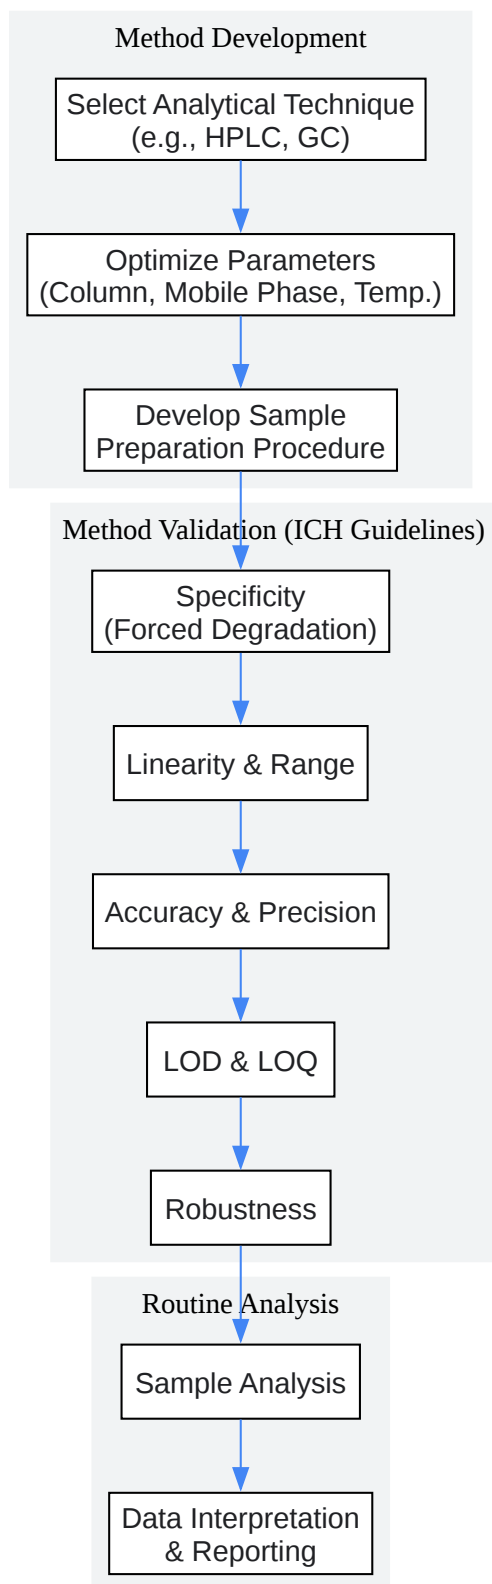 Method Development
Select Analytical Technique
(e.g., HPLC, GC)
Optimize Parameters
(Column, Mobile Phase, Temp.)
Develop Sample
Preparation Procedure
Method Validation (ICH Guidelines)
Specificity
(Forced Degradation)
Linearity & Range
Accuracy & Precision
LOD & LOQ
Robustness
Routine Analysis
Sample Analysis
Data Interpretation
& Reporting